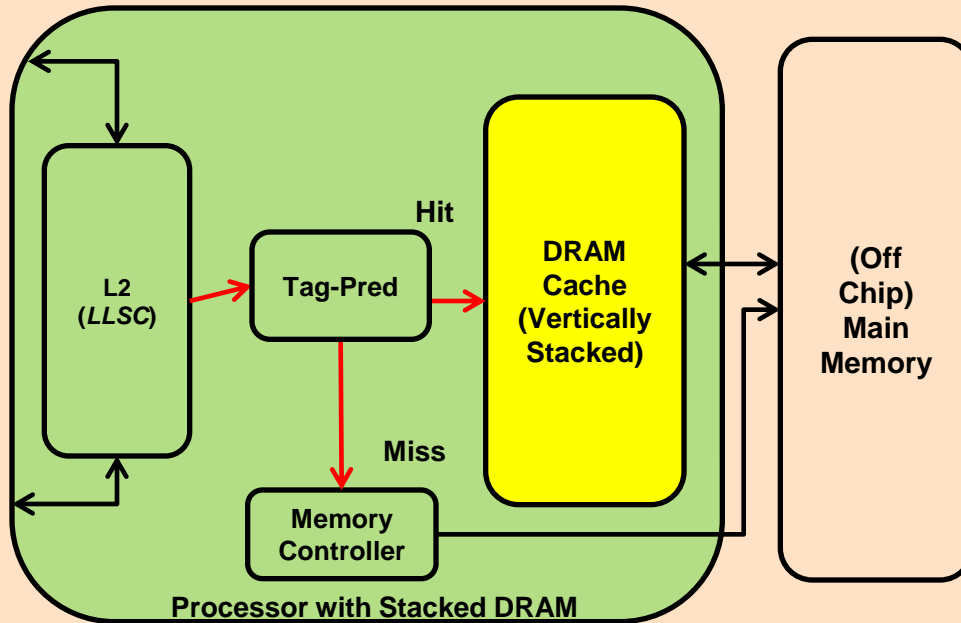 L2
(LLSC)
Tag-Pred
Hit
Miss
DRAM
Cache
(Vertically
Stacked)
(Off
Chip)
Main
Memory
Memory
Controller
Processor with Stacked DRAM